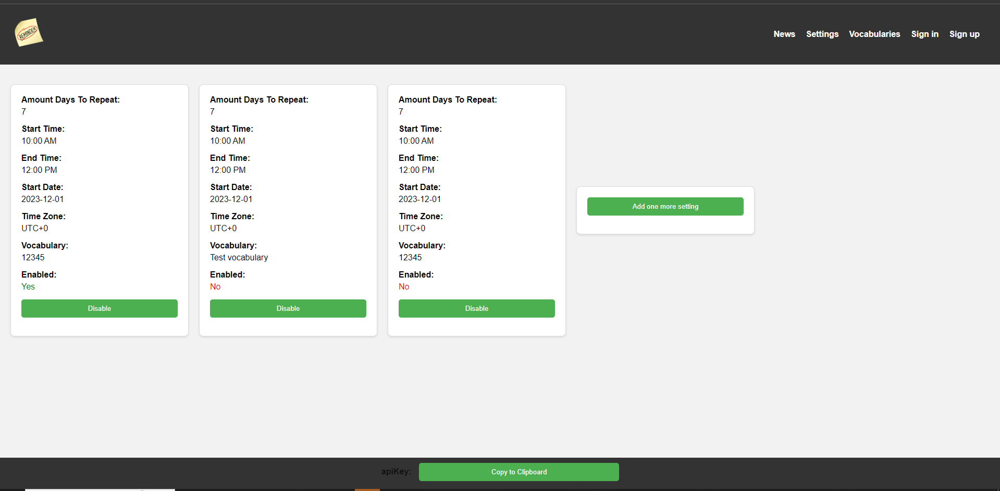 REMINDER
News Settings Vocabularies Sign in Sign up
Amount Days To Repeat:
7
Start Time:
10:00 AM
End Time:
12:00 PM
Start Date:
2023-12-01
Time Zone:
UTC+0
Vocabulary:
12345
Enabled:
Yes
Disable
Amount Days To Repeat:
7
Start Time:
10:00 AM
End Time:
12:00 PM
Start Date:
2023-12-01
Time Zone:
UTC+0
Vocabulary:
Test vocabulary
Enabled:
No
Disable
Amount Days To Repeat:
7
Start Time:
10:00 AM
End Time:
12:00 PM
Start Date:
2023-12-01
Time Zone:
UTC+0
Vocabulary:
12345
Enabled:
No
Disable
Add one more setting
apiKey: Copy to Clipboard